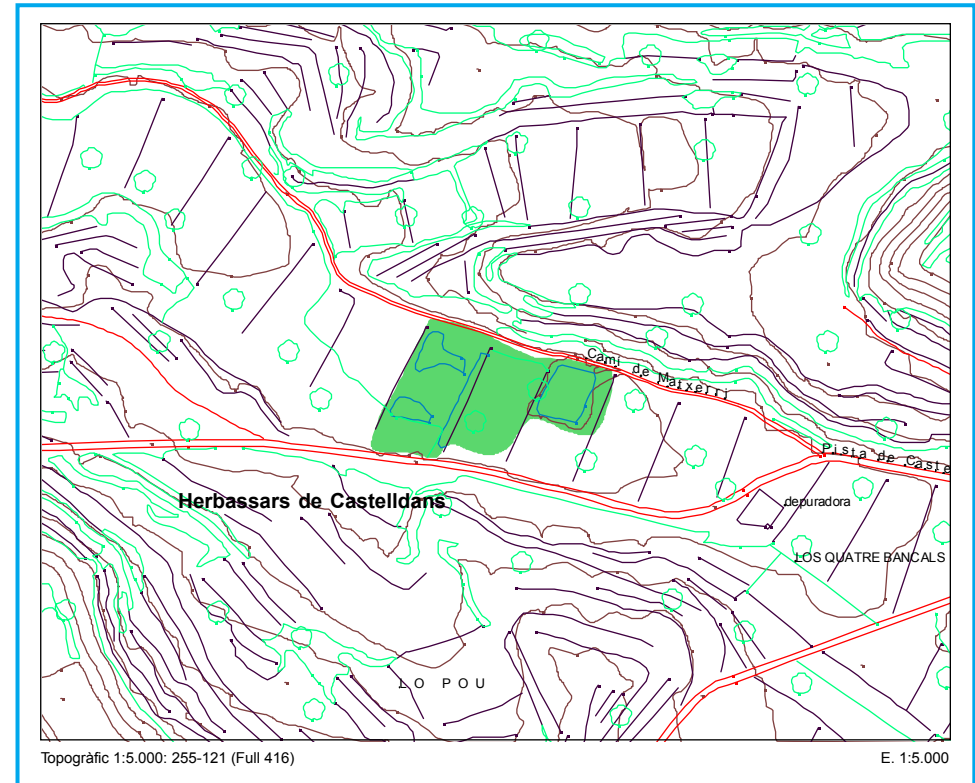 Camí de Matxerri
Pista de Caste
Herbassars de Castelldans
depuradora
LOS QUATRE BANCALS
LO POU
Topogràfic 1:5.000: 255-121 (Full 416)
E. 1:5.000